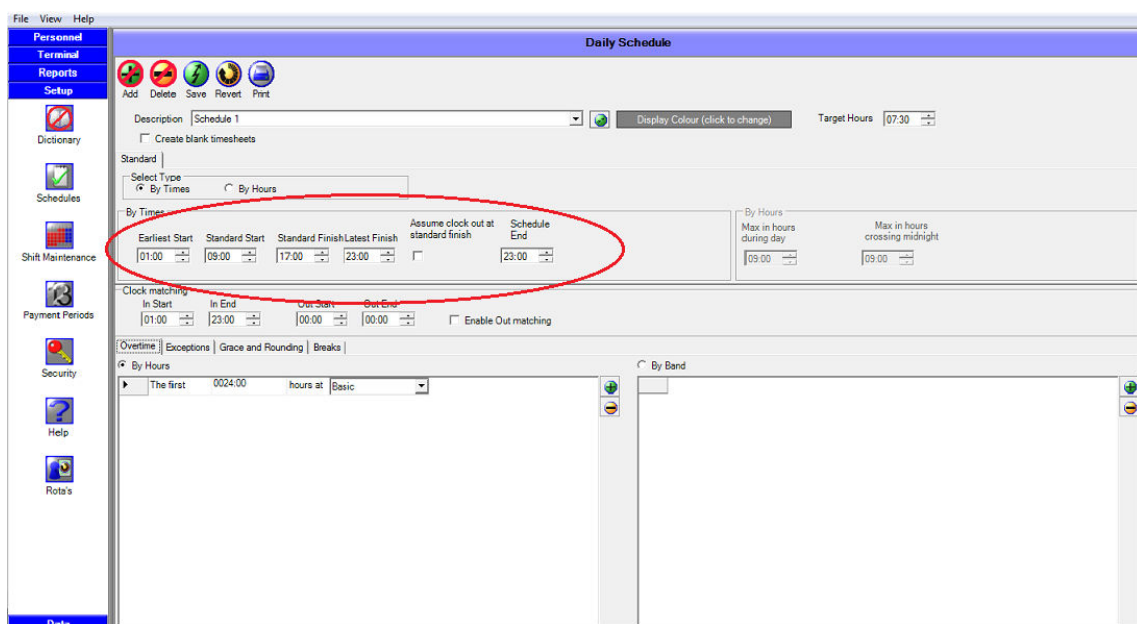 File View Help
Personnel
Terminal
Reports
Setup
Dictionary
Schedules
Shift Maintenance
Payment Periods
Security
Help
Rota's
Daily Schedule
Add Delete Save Revert Print
Description Schedule 1 Display Colour (click to change) Target Hours 07:30
Create blank timesheets
Standard
Select Type
By Times By Hours
By Times
Earliest Start Standard Start Standard Finish Latest Finish Assume clock out at standard finish Schedule End
01:00 09:00 17:00 23:00 23:00
By Hours
Max in hours during day Max in hours crossing midnight
09:00 09:00
Clock matching
In Start In End Out Start Out End
01:00 23:00 00:00 00:00 Enable Out matching
Overtime Exceptions Grace and Rounding Breaks
By Hours By Band
The first 0024:00 hours at Basic